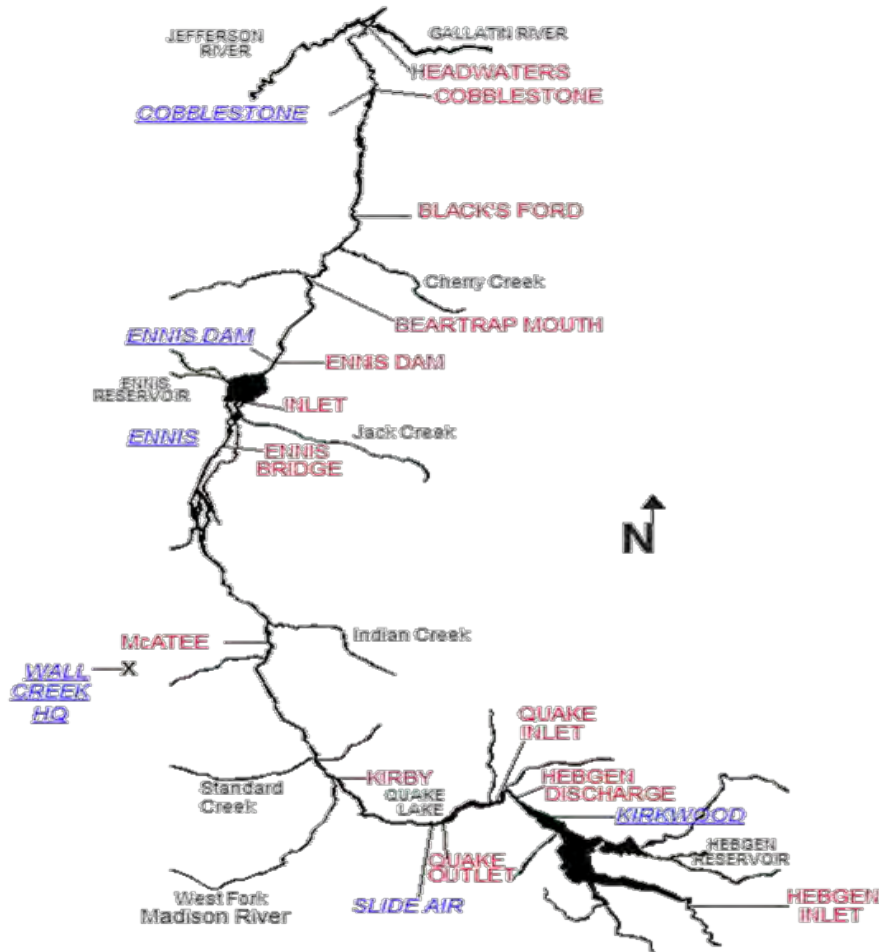 JEFFERSON
RIVER
GALLATIN RIVER
HEADWATERS
COBBLESTONE
COBBLESTONE
BLACK'S FORD
Cherry Creek
BEARTRAP MOUTH
ENNIS DAM
ENNIS DAM
ENNIS
RESERVOIR
INLET
ENNIS
Jack Creek
ENNIS
BRIDGE
N
Indian Creek
McATEE
WALL
CREEK
HQ
X
QUAKE
INLET
Standard
Creek
KIRBY
QUAKE
LAKE
HEBGEN
DISCHARGE
KIRKWOOD
HEBGEN
RESERVOIR
QUAKE
OUTLET
West Fork
Madison River
SLIDE AIR
HEBGEN
INLET